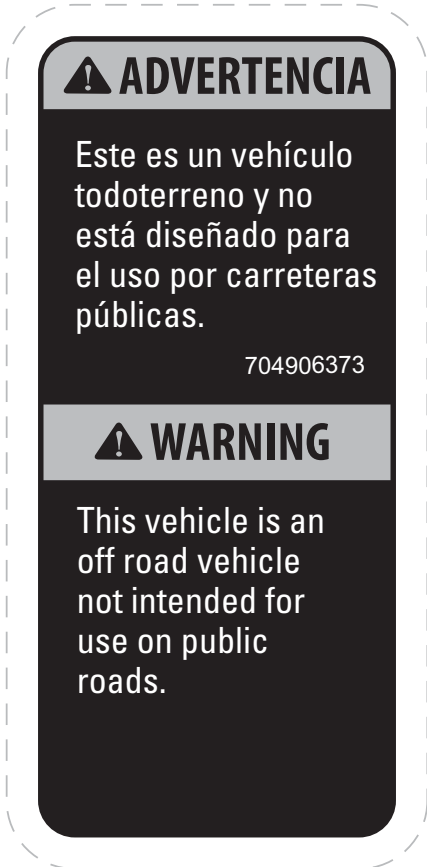 ADVERTENCIA
Este es un vehículo
todoterreno y no
está diseñado para
el uso por carreteras
públicas.
704906373
WARNING
This vehicle is an
off road vehicle
not intended for
use on public
roads.